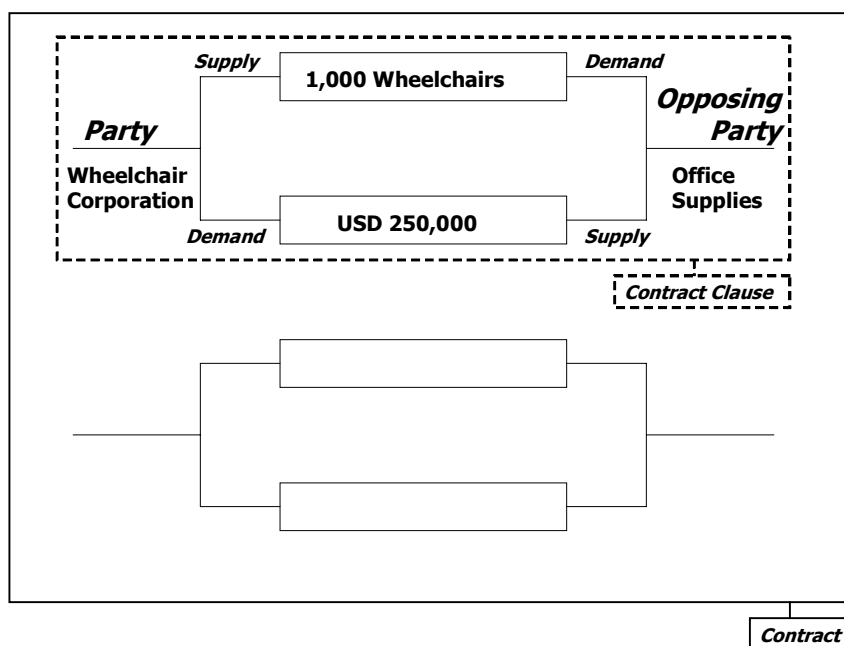 Supply
1,000 Wheelchairs
Demand
Party
Opposing
Party
Wheelchair
Corporation
Office
Supplies
Demand
USD 250,000
Supply
Contract Clause
Contract